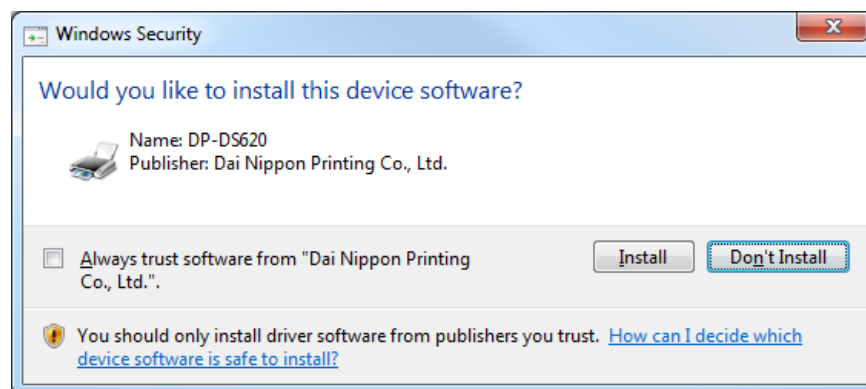 Windows Security
Would you like to install this device software?
Name: DP-DS620
Publisher: Dai Nippon Printing Co., Ltd.
Always trust software from "Dai Nippon Printing
Co., Ltd.".
Install
Don't Install
You should only install driver software from publishers you trust. How can I decide which
device software is safe to install?